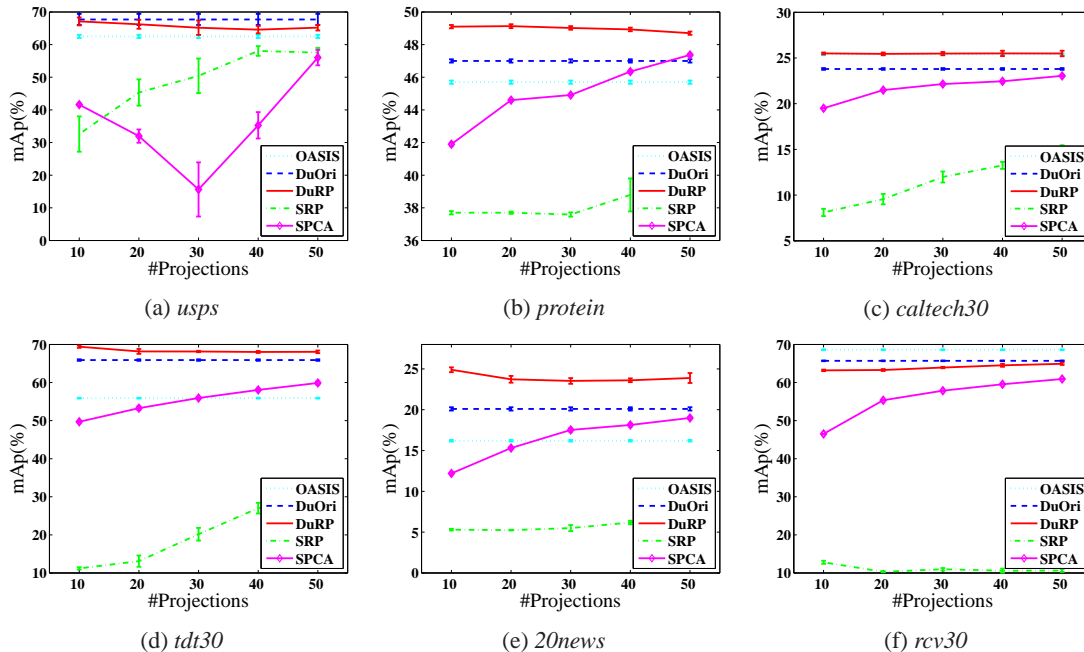 70
60
50
40
30
20
10
0
mAp(%)
10 20 30 40 50
#Projections
OASIS
DuOri
DuRP
SRP
SPCA
(a) usps
50
48
46
44
42
40
38
36
mAp(%)
10 20 30 40 50
#Projections
OASIS
DuOri
DuRP
SRP
SPCA
(b) protein
30
25
20
15
10
5
mAp(%)
10 20 30 40 50
#Projections
OASIS
DuOri
DuRP
SRP
SPCA
(c) caltech30
70
60
50
40
30
20
10
mAp(%)
10 20 30 40 50
#Projections
OASIS
DuOri
DuRP
SRP
SPCA
(d) tdt30
25
20
15
10
5
0
mAp(%)
10 20 30 40 50
#Projections
OASIS
DuOri
DuRP
SRP
SPCA
(e) 20news
70
60
50
40
30
20
10
mAp(%)
10 20 30 40 50
#Projections
OASIS
DuOri
DuRP
SRP
SPCA
(f) rcv30